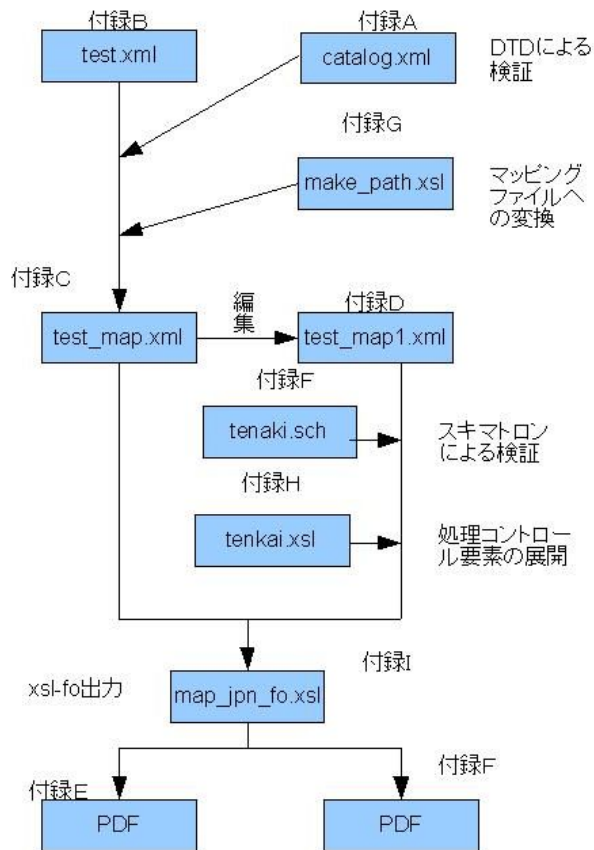 付録B
付録A
test.xml
catalog.xml
DTDによる
検証
付録G
make_path.xsl
マッピング
ファイルへ
の変換
付録C
編集
付録D
test_map.xml
test_map1.xml
付録F
tenaki.sch
スキマトロン
による検証
付録H
tenkai.xsl
処理コントロー
ル要素の展開
付録I
xsl-fo出力
map_jpn_fo.xsl
付録E
付録F
PDF
PDF